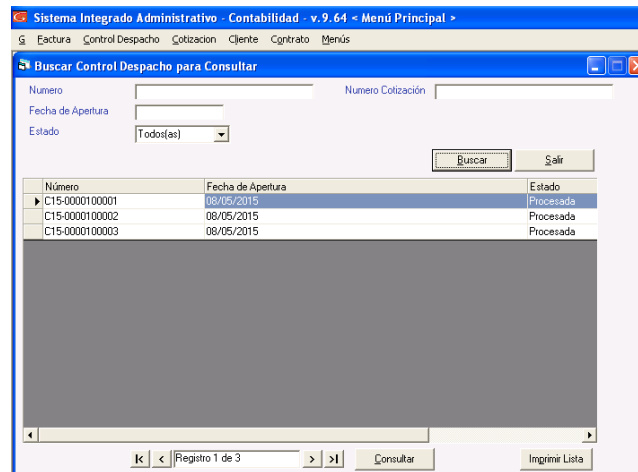 Sistema Integrado Administrativo - Contabilidad - v.9.64 < Menú Principal >
G Factura Control Despacho Cotizacion Cliente Contrato Menús
Buscar Control Despacho para Consultar
Numero Numero Cotización
Fecha de Apertura
Estado Todos(as)
Buscar Salir
Número Fecha de Apertura Estado
C15-0000100001 08/05/2015 Procesada
C15-0000100002 08/05/2015 Procesada
C15-0000100003 08/05/2015 Procesada
Registro 1 de 3 Consultar Imprimir Lista